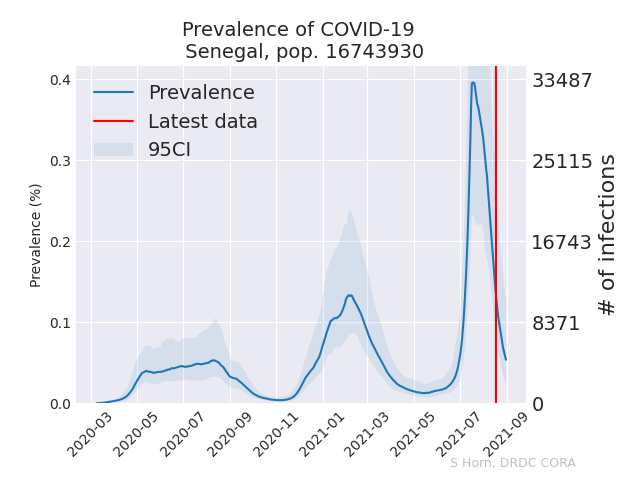 Prevalence of COVID-19
Senegal, pop. 16743930
Prevalence
Latest data
95CI
Prevalence (%)
0.4
0.3
0.2
0.1
0.0
33487
25115
16743
8371
0
# of infections
2020-03
2020-05
2020-07
2020-09
2020-11
2021-01
2021-03
2021-05
2021-07
2021-09
S Horn, DRDC CORA